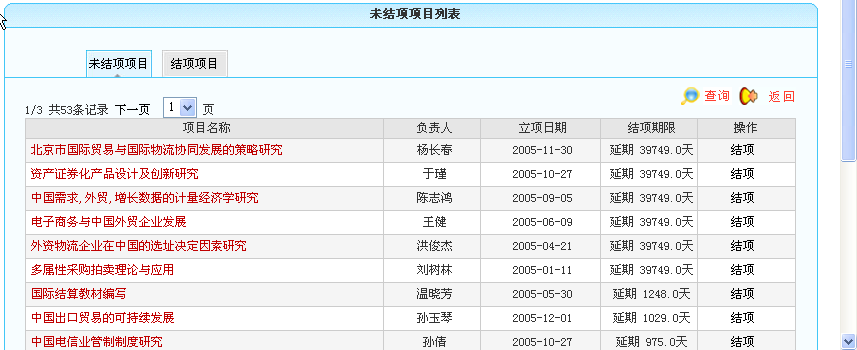 未结项项目列表
未结项项目 结项项目
1/3 共53条记录 下一页 1 页 查询 返回
项目名称 负责人 立项日期 结项期限 操作
北京市国际贸易与国际物流协同发展的策略研究 杨长春 2005-11-30 延期 39749.0天 结项
资产证券化产品设计及创新研究 于瑾 2005-10-27 延期 39749.0天 结项
中国需求,外贸,增长数据的计量经济学研究 陈志鸿 2005-09-05 延期 39749.0天 结项
电子商务与中国外贸企业发展 王健 2005-06-09 延期 39749.0天 结项
外资物流企业在中国的选址决定因素研究 洪俊杰 2005-04-21 延期 39749.0天 结项
多属性采购拍卖理论与应用 刘树林 2005-01-11 延期 39749.0天 结项
国际结算教材编写 温晓芳 2005-05-30 延期 1248.0天 结项
中国出口贸易的可持续发展 孙玉琴 2005-12-01 延期 1029.0天 结项
中国电信业管制制度研究 孙倩 2005-10-27 延期 975.0天 结项